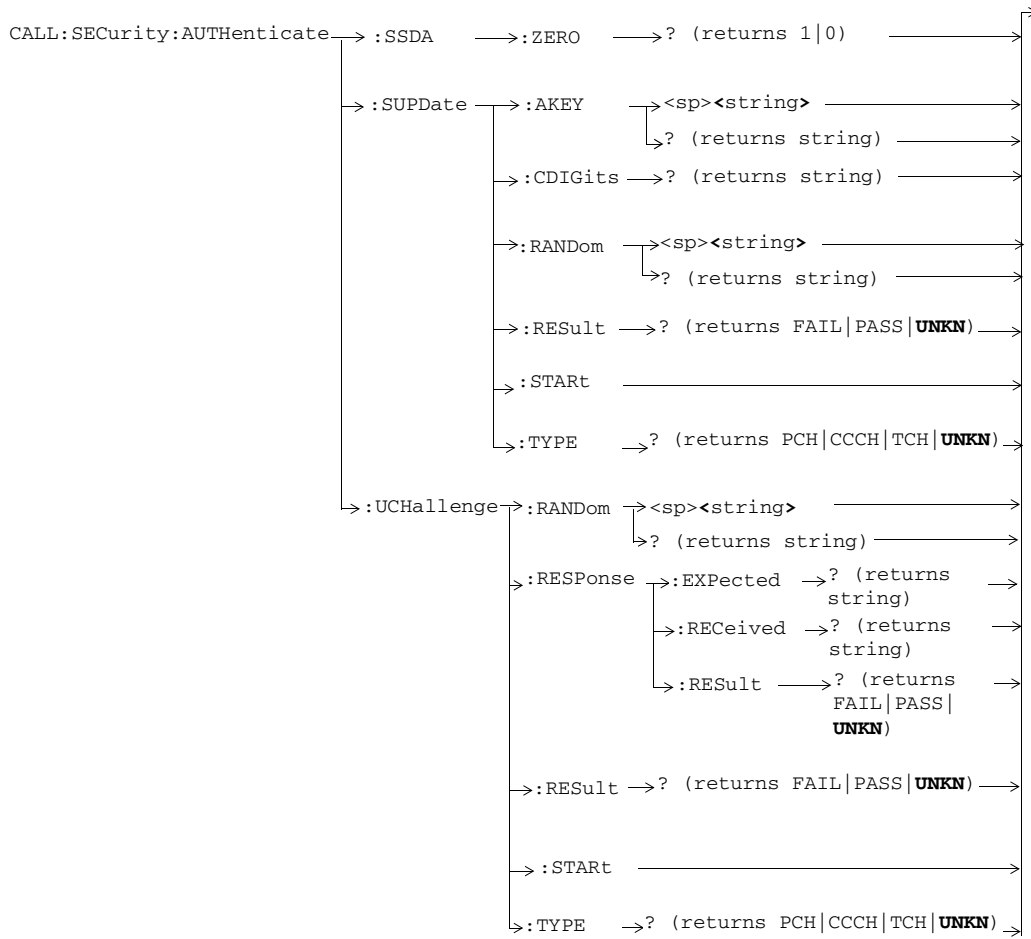 CALL:SECurity:AUTHenticate :SSDA :ZERO ? (returns 1|0)
:SUPDate :AKEY <sp><string>
? (returns string)
:CDIGits ? (returns string)
:RANDom <sp><string>
? (returns string)
:RESult ? (returns FAIL|PASS|UNKN)
:STARt
:TYPE ? (returns PCH|CCCH|TCH|UNKN)
:UCHallenge :RANDom <sp><string>
? (returns string)
:RESPonse :EXPected ? (returns
string)
:RECeived ? (returns
string)
:RESult ? (returns
FAIL|PASS|
UNKN)
:RESult ? (returns FAIL|PASS|UNKN)
:STARt
:TYPE ? (returns PCH|CCCH|TCH|UNKN)